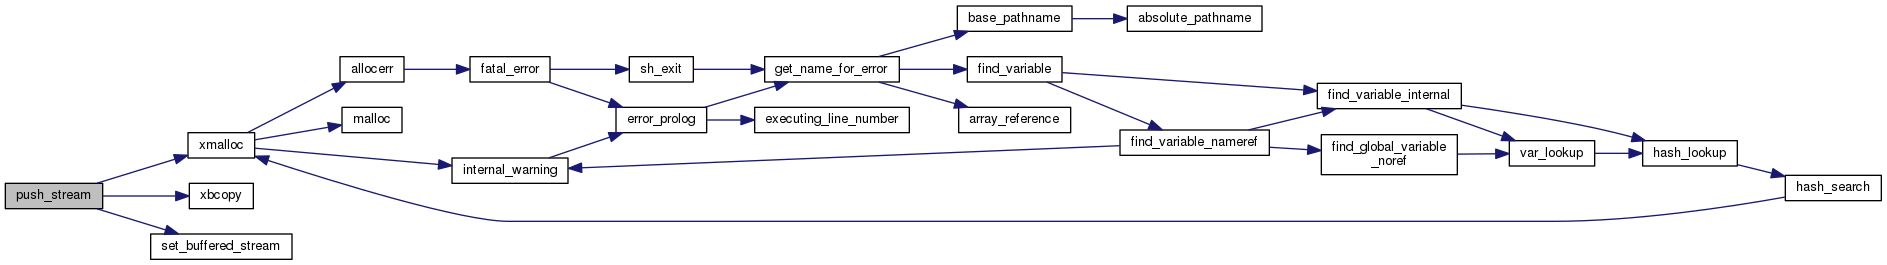 base_pathname
absolute_pathname
allocerr
fatal_error
sh_exit
get_name_for_error
find_variable
find_variable_internal
malloc
error_prolog
executing_line_number
array_reference
xmalloc
find_variable_nameref
find_global_variable
_noref
var_lookup
hash_lookup
internal_warning
push_stream
xbcopy
hash_search
set_buffered_stream